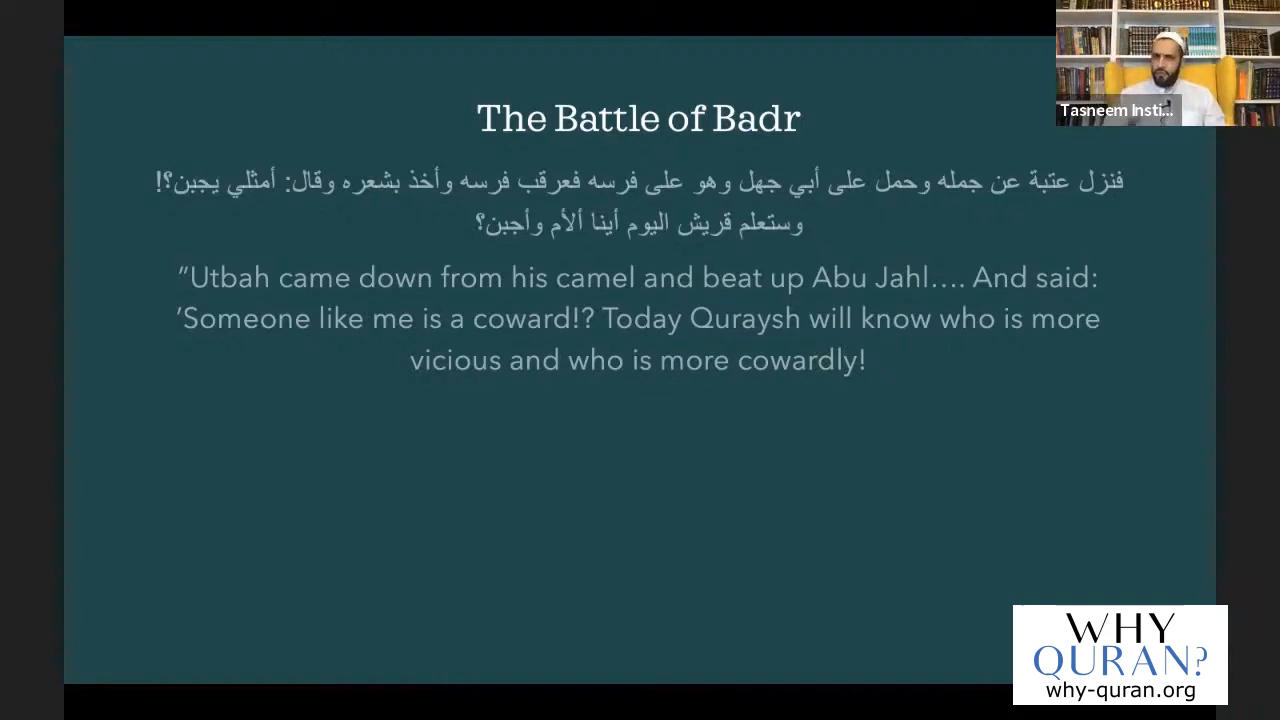 The Battle of Badr
فنزل عتبة عن جمله وحمل على أبي جهل وهو على فرسه فعرقب فرسه وأخذ بشعره وقال: أمثلي يجبن؟!
وستعلم قريش اليوم أينا ألأم وأجبن؟
”Utbah came down from his camel and beat up Abu Jahl…. And said:
’Someone like me is a coward!? Today Quraysh will know who is more
vicious and who is more cowardly!
Tasneem Insti...
WHY
QURAN?
why-quran.org